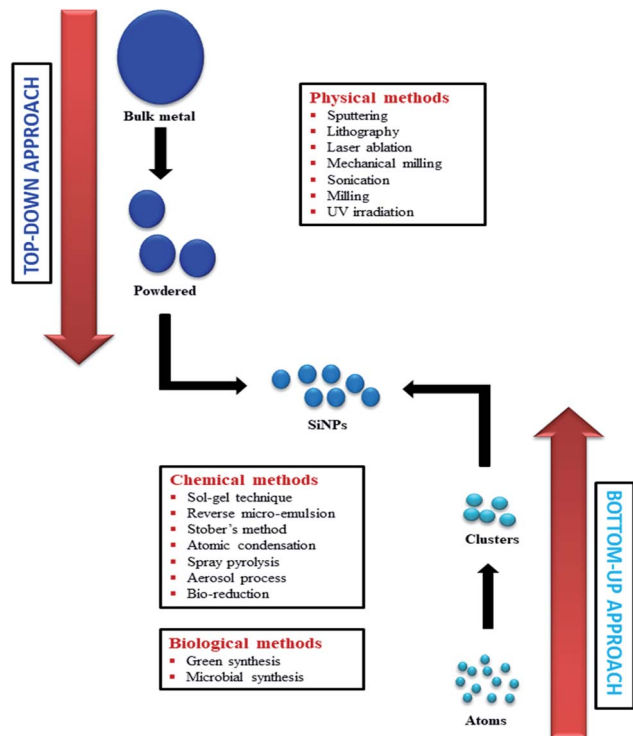 TOP-DOWN APPROACH
Bulk metal
Powdered
Physical methods
Sputtering
Lithography
Laser ablation
Mechanical milling
Sonication
Milling
UV irradiation
SiNPs
Chemical methods
Sol-gel technique
Reverse micro-emulsion
Stober's method
Atomic condensation
Spray pyrolysis
Aerosol process
Bio-reduction
Biological methods
Green synthesis
Microbial synthesis
Clusters
Atoms
BOTTOM-UP APPROACH